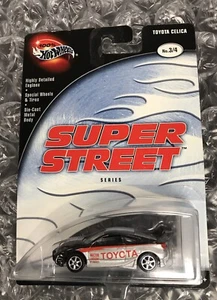 100%
Hot Wheels
TOYOTA CELICA
No.3/4
Highly Detailed
Engines
Special Wheels
& Tires
Die-Cast
Metal
Body
SUPER
STREET
SERIES
TOYOTA